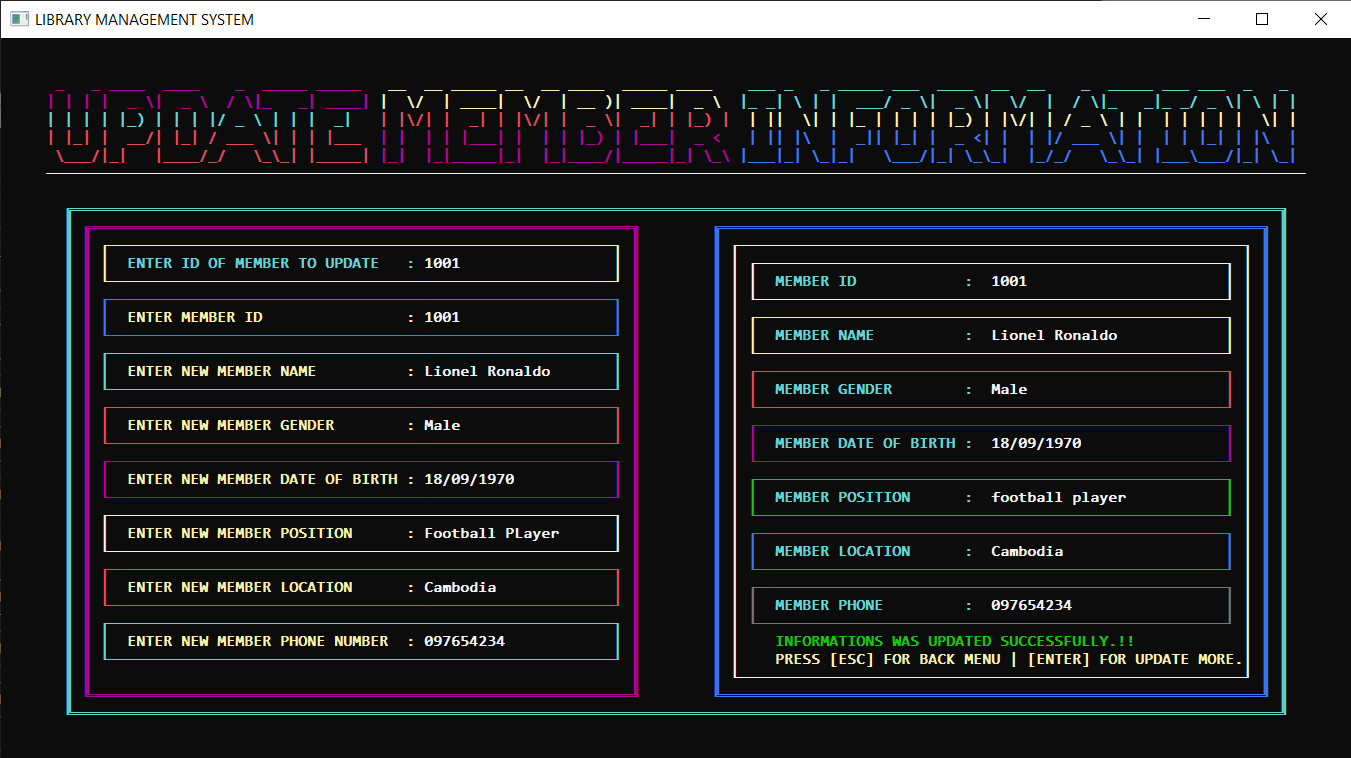 LIBRARY MANAGEMENT SYSTEM
UPDATE MEMBER INFORMATION
ENTER ID OF MEMBER TO UPDATE : 1001
ENTER MEMBER ID : 1001
ENTER NEW MEMBER NAME : Lionel Ronaldo
ENTER NEW MEMBER GENDER : Male
ENTER NEW MEMBER DATE OF BIRTH : 18/09/1970
ENTER NEW MEMBER POSITION : Football PLayer
ENTER NEW MEMBER LOCATION : Cambodia
ENTER NEW MEMBER PHONE NUMBER : 097654234
MEMBER ID : 1001
MEMBER NAME : Lionel Ronaldo
MEMBER GENDER : Male
MEMBER DATE OF BIRTH : 18/09/1970
MEMBER POSITION : football player
MEMBER LOCATION : Cambodia
MEMBER PHONE : 097654234
INFORMATIONS WAS UPDATED SUCCESSFULLY.!!
PRESS [ESC] FOR BACK MENU | [ENTER] FOR UPDATE MORE.